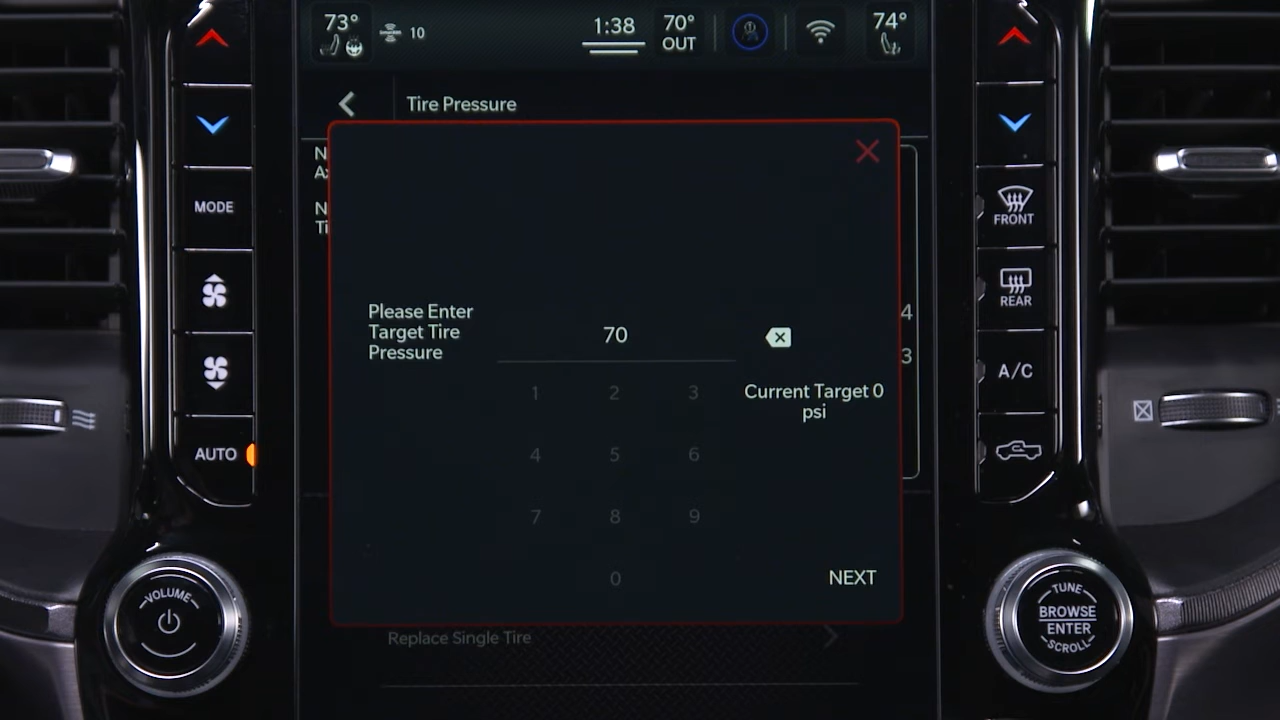 73°
10
1:38
70°
OUT
74°
Tire Pressure
MODE
AUTO
VOLUME
Please Enter
Target Tire
Pressure
70
Current Target 0
psi
1 2 3
4 5 6
7 8 9
0
NEXT
4
3
Replace Single Tire
FRONT
REAR
A/C
TUNE
BROWSE
ENTER
SCROLL